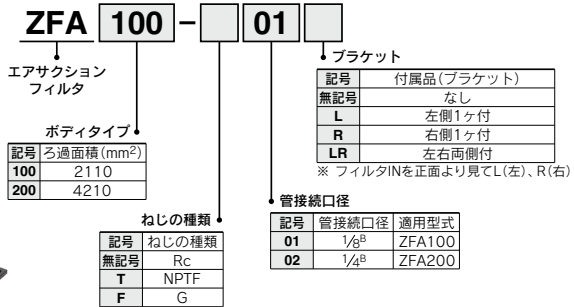 ZFA 100 - 01
エアサクション
フィルタ
ボディタイプ
記号 ろ過面積(mm²)
100 2110
200 4210
ねじの種類
記号 ねじの種類
無記号 Rc
T NPTF
F G
ブラケット
記号 付属品(ブラケット)
無記号 なし
L 左側1ヶ付
R 右側1ヶ付
LR 左右両側付
※ フィルタINを正面より見てL(左)、R(右)
管接続口径
記号 管接続口径 適用型式
01 1/8ᴮ ZFA100
02 1/4ᴮ ZFA200